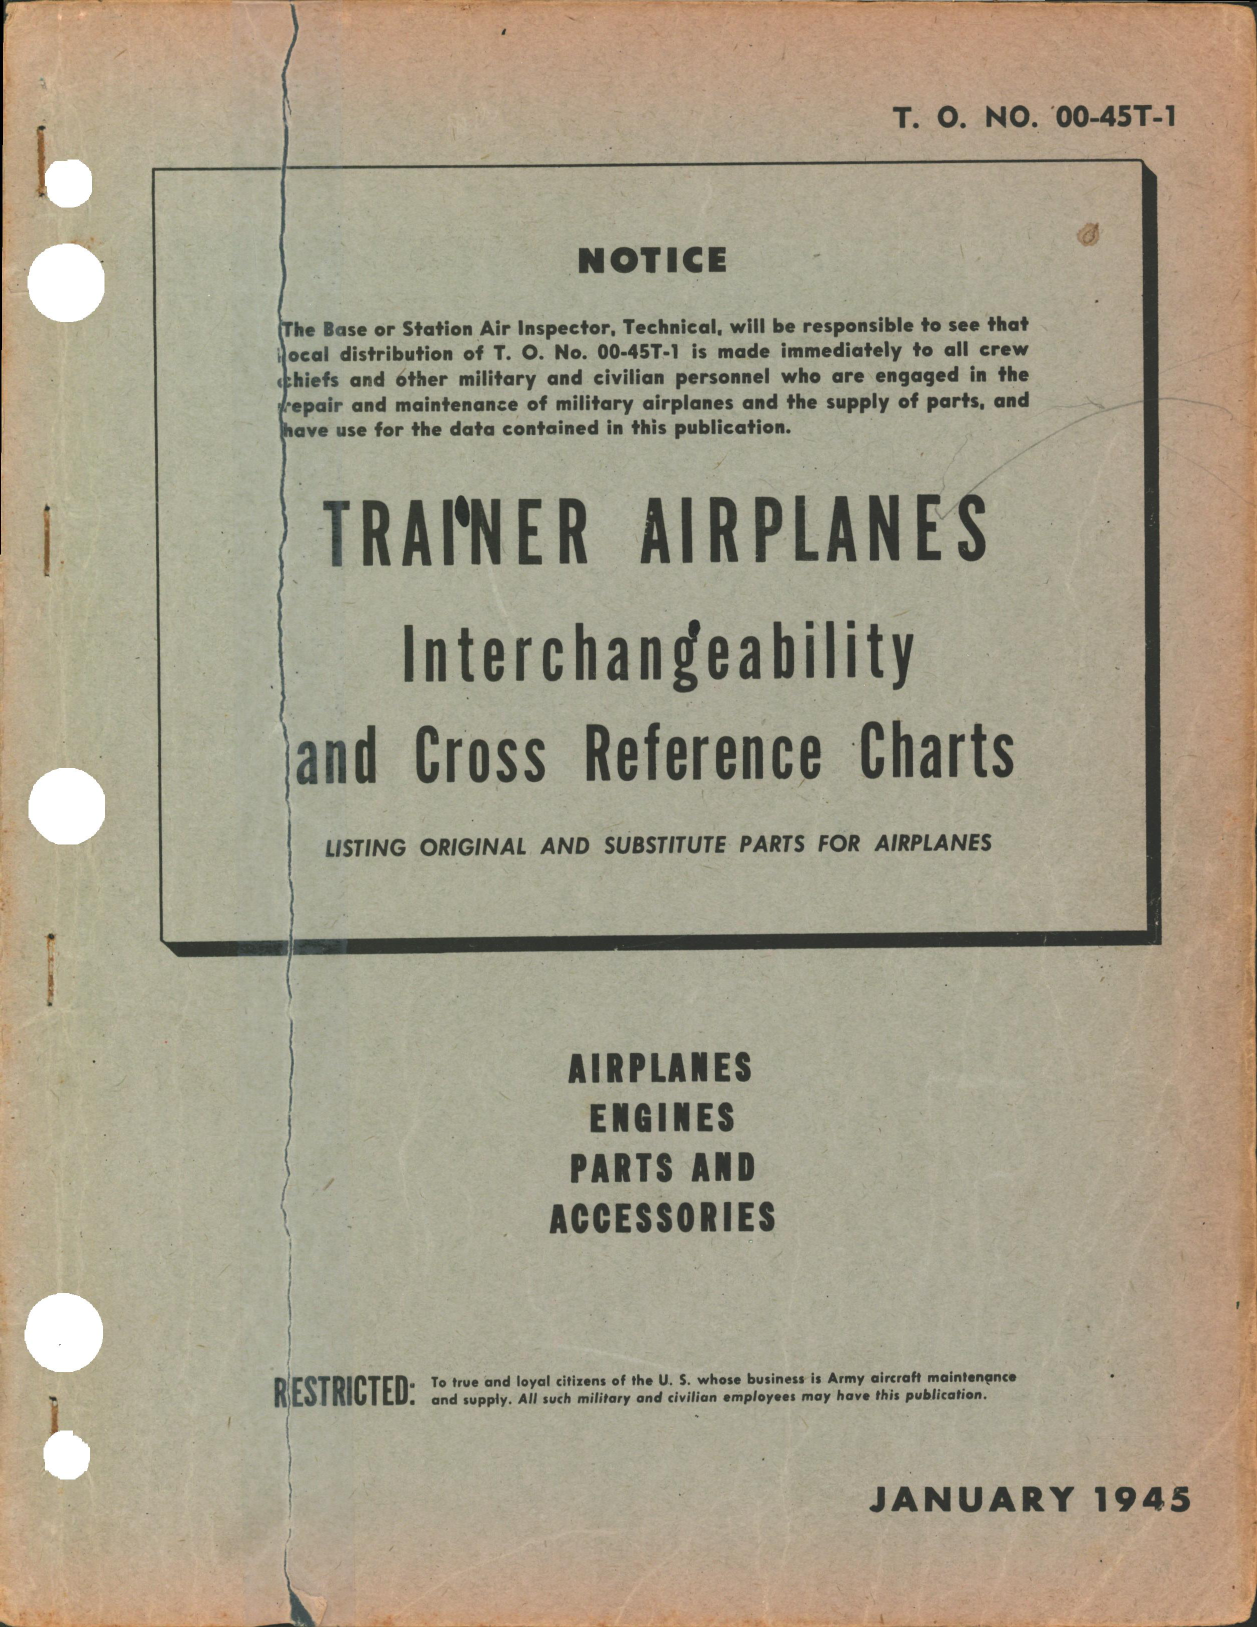 T. O. NO. 00-45T-1
NOTICE
The Base or Station Air Inspector, Technical, will be responsible to see that
local distribution of T. O. No. 00-45T-1 is made immediately to all crew
chiefs and other military and civilian personnel who are engaged in the
repair and maintenance of military airplanes and the supply of parts, and
have use for the data contained in this publication.
TRAINER AIRPLANES
Interchangeability
and Cross Reference Charts
LISTING ORIGINAL AND SUBSTITUTE PARTS FOR AIRPLANES
AIRPLANES
ENGINES
PARTS AND
ACCESSORIES
RESTRICTED: To true and loyal citizens of the U. S. whose business is Army aircraft maintenance
and supply. All such military and civilian employees may have this publication.
JANUARY 1945